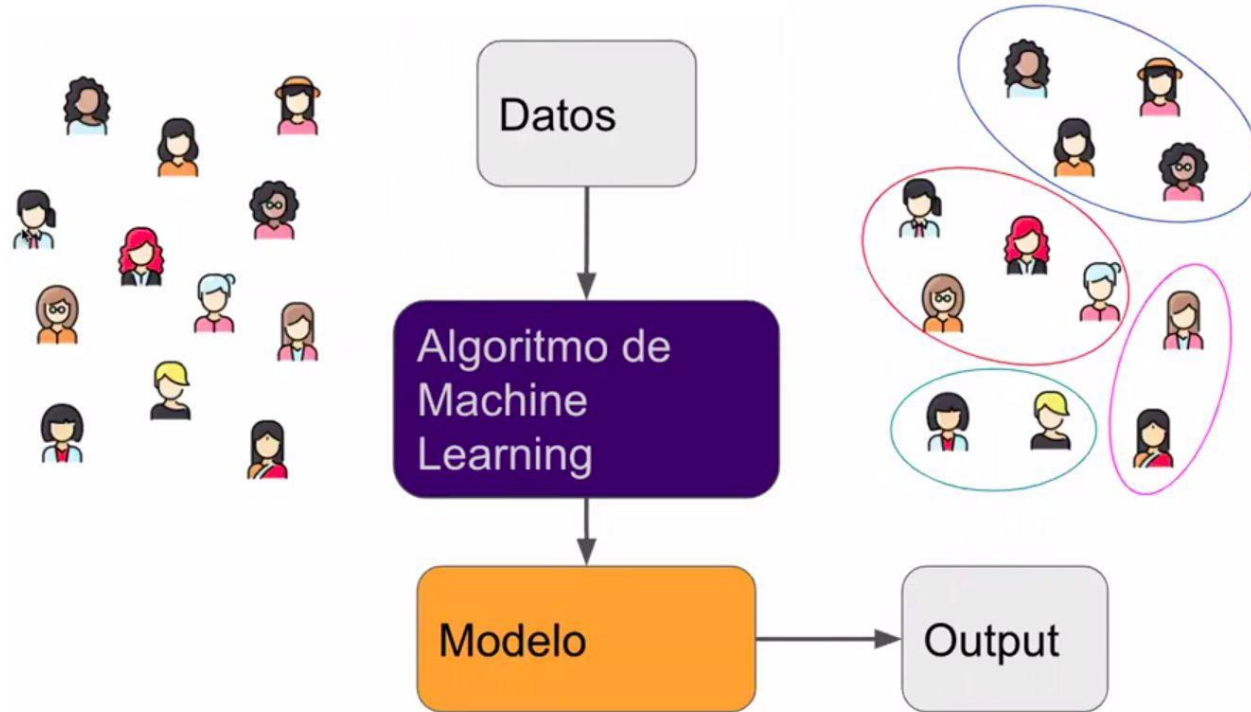 Datos
Algoritmo de
Machine
Learning
Modelo
Output